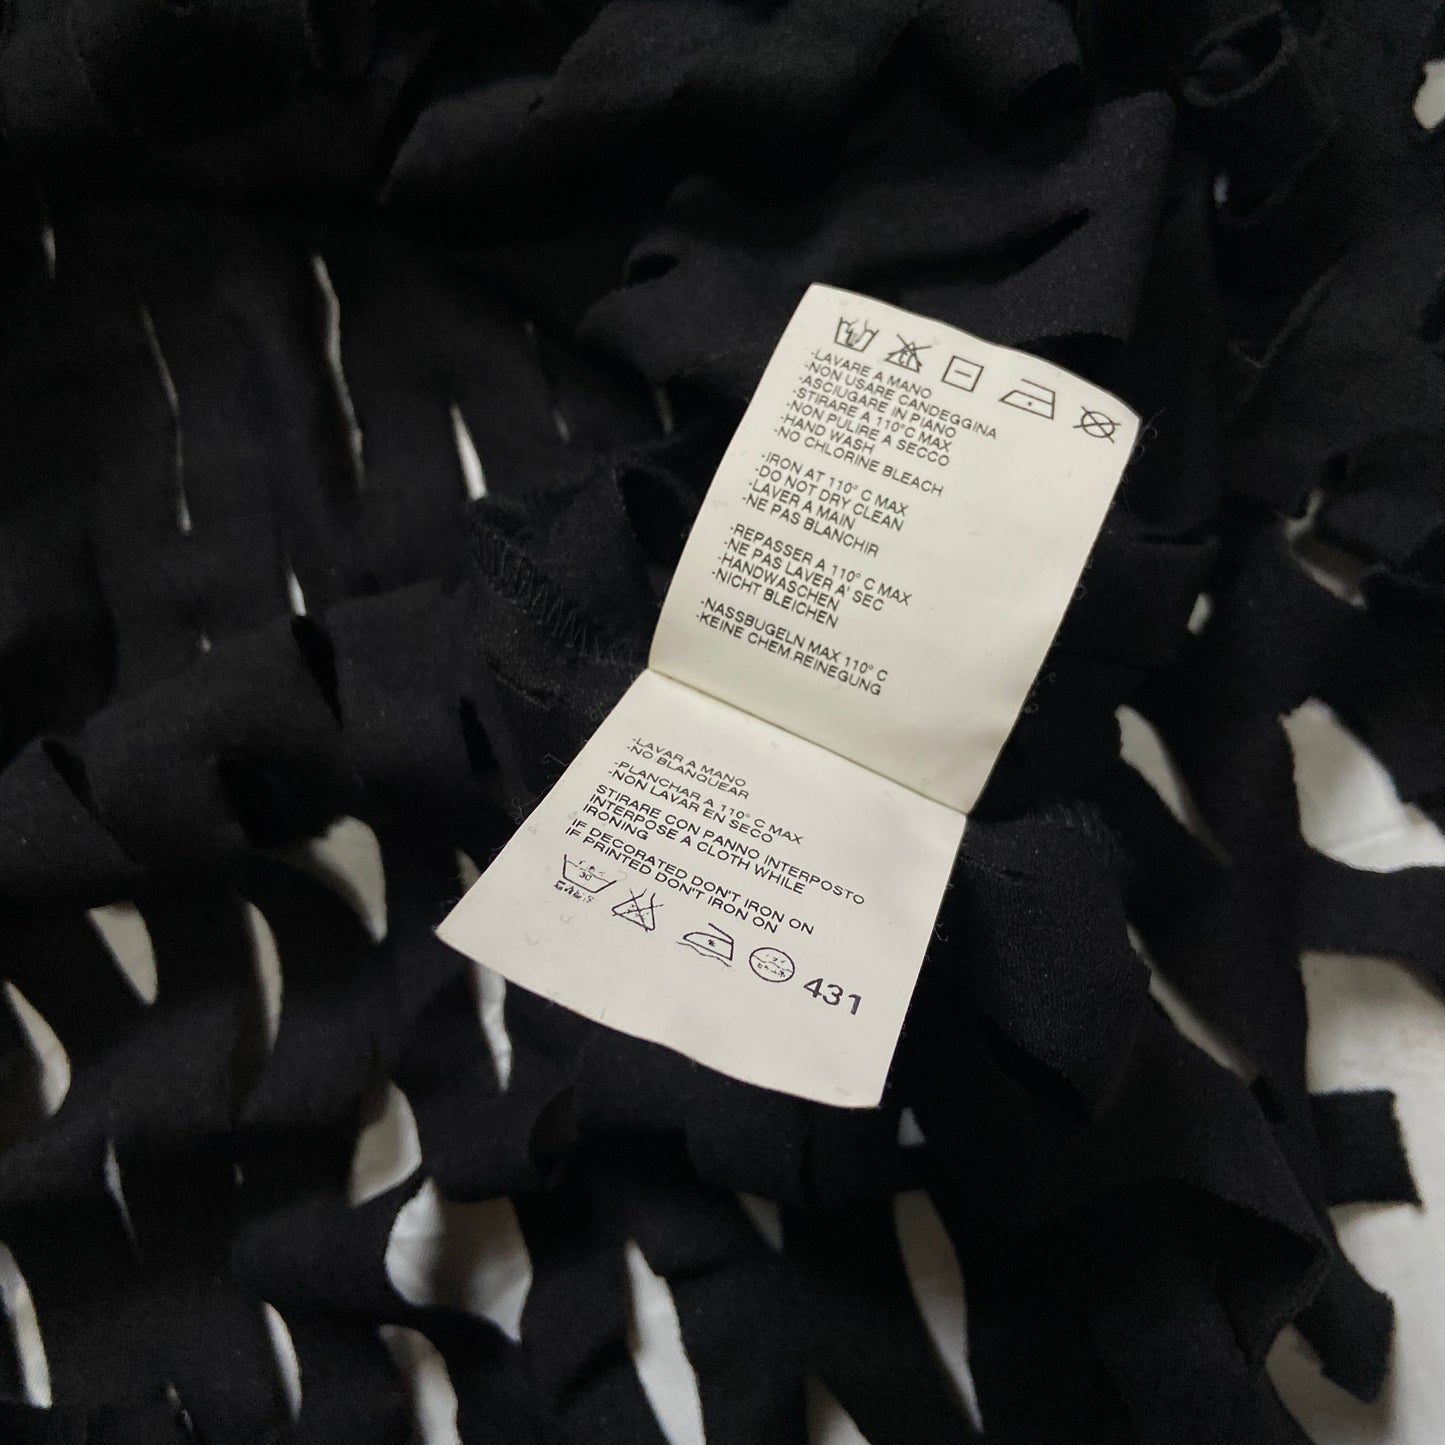 -LAVARE A MANO
-NON USARE CANDEGGINA
-ASCIUGARE IN PIANO
-STIRARE A 110°C MAX
-NON PULIRE A SECCO
-HAND WASH
-NO CHLORINE BLEACH
-IRON AT 110° C MAX
-DO NOT DRY CLEAN
-LAVER A MAIN
-NE PAS BLANCHIR
-REPASSER A 110° C MAX
-NE PAS LAVER A' SEC
-HANDWASCHEN
-NICHT BLEICHEN
-NASSBUGELN MAX 110° C
-KEINE CHEM.REINEGUNG
-LAVAR A MANO
-NO BLANQUEAR
-PLANCHAR A 110° C MAX
-NON LAVAR EN SECO
STIRARE CON PANNO INTERPOSTO
INTERPOSE A CLOTH WHILE
IRONING
IF DECORATED DON'T IRON ON
IF PRINTED DON'T IRON ON
30
431